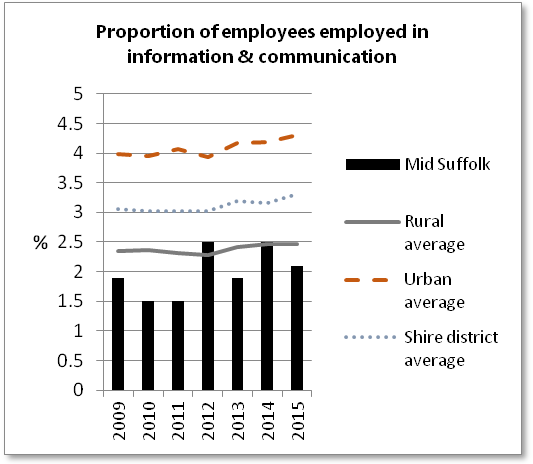 Proportion of employees employed in
information & communication
5
4.5
4
3.5
3
2.5
2
1.5
1
0.5
0
%
2009
2010
2011
2012
2013
2014
2015
Mid Suffolk
Rural
average
Urban
average
Shire district
average